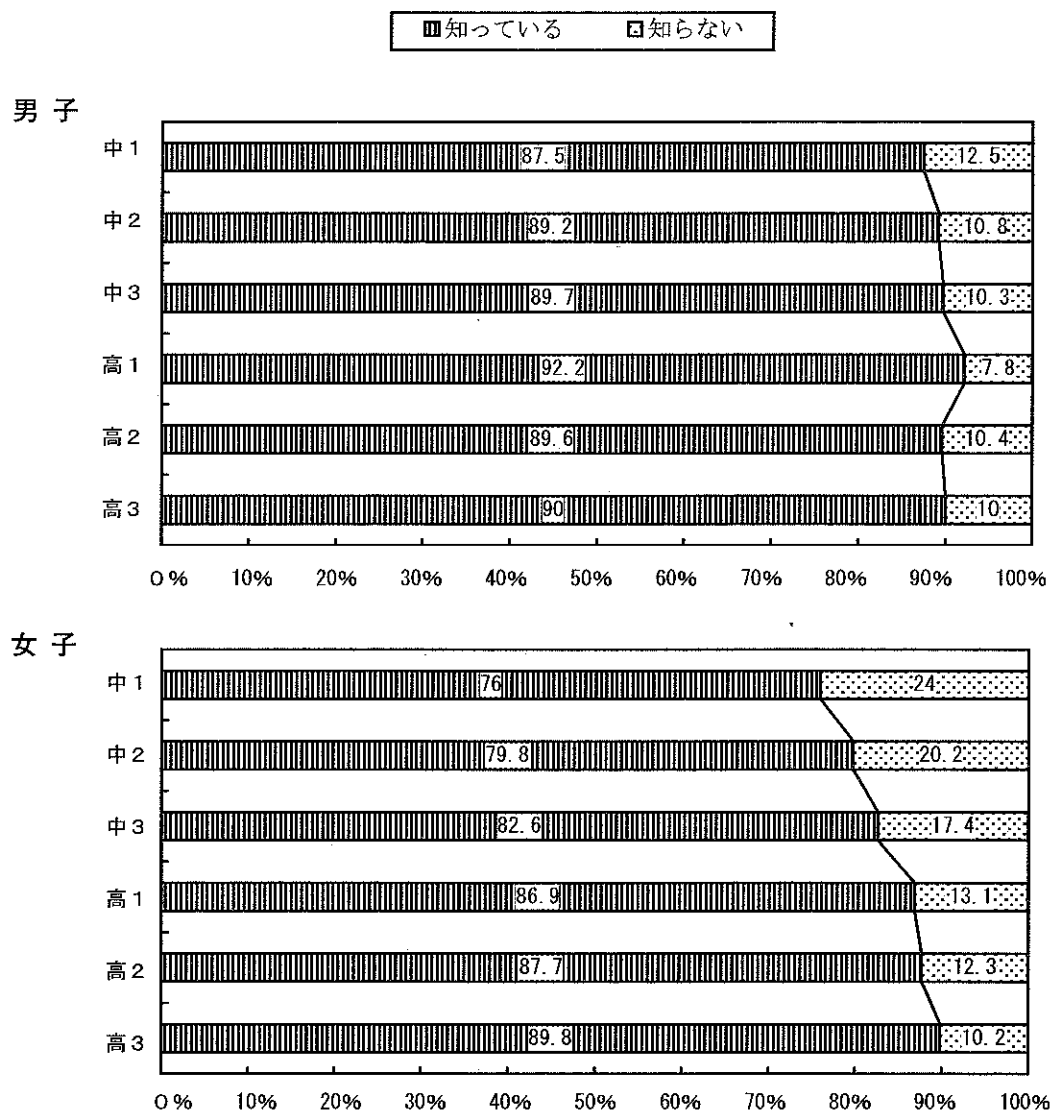 知っている 知らない
男子
中1 87.5 12.5
中2 89.2 10.8
中3 89.7 10.3
高1 92.2 7.8
高2 89.6 10.4
高3 90 10
0% 10% 20% 30% 40% 50% 60% 70% 80% 90% 100%
女子
中1 76 24
中2 79.8 20.2
中3 82.6 17.4
高1 86.9 13.1
高2 87.7 12.3
高3 89.8 10.2
0% 10% 20% 30% 40% 50% 60% 70% 80% 90% 100%